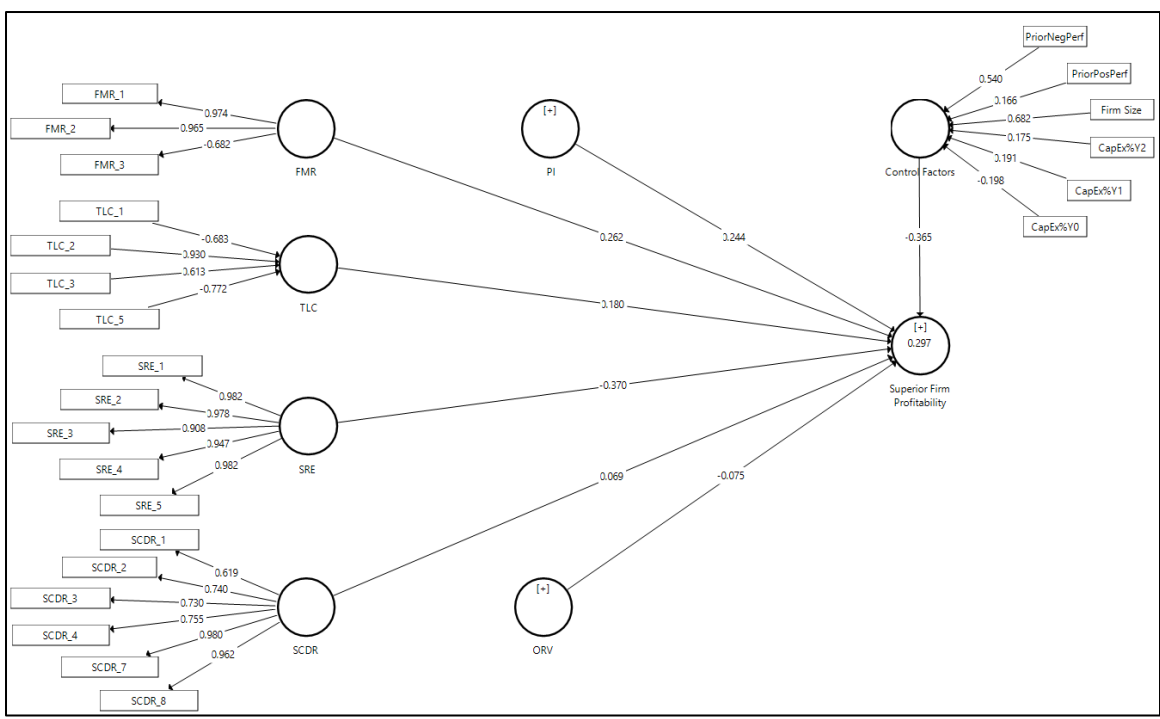 PriorNegPerf
PriorPosPerf
Firm Size
CapEx%Y2
CapEx%Y1
CapEx%Y0
0.540
0.166
0.682
0.175
0.191
-0.198
Control Factors
-0.365
FMR_1
FMR_2
FMR_3
0.974
0.965
-0.682
FMR
[+]
PI
0.262
0.244
TLC_1
TLC_2
TLC_3
TLC_5
-0.683
0.930
0.613
-0.772
TLC
0.180
[+]
0.297
Superior Firm
Profitability
SRE_1
SRE_2
SRE_3
SRE_4
SRE_5
0.982
0.978
0.908
0.947
0.982
SRE
-0.370
SCDR_1
SCDR_2
SCDR_3
SCDR_4
SCDR_7
SCDR_8
0.619
0.740
0.730
0.755
0.980
0.962
SCDR
0.069
-0.075
[+]
ORV